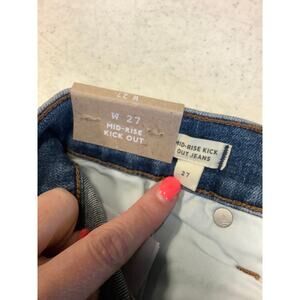 W 27
MID-RISE
KICK OUT
MID-RISE KICK
OUT JEANS
27